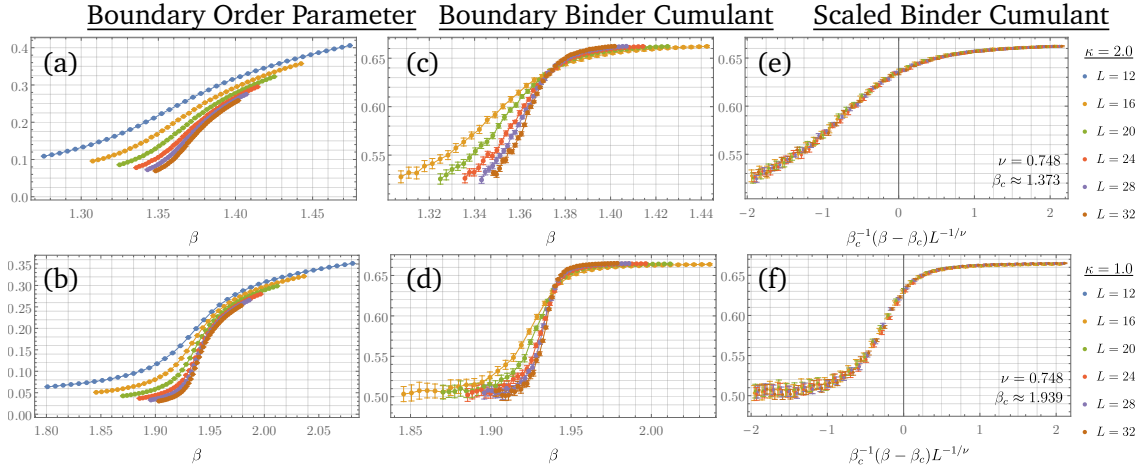 Boundary Order Parameter
Boundary Binder Cumulant
Scaled Binder Cumulant
(a)
0.4
0.3
0.2
0.1
0.0
1.30
1.35
1.40
1.45
β
(c)
0.65
0.60
0.55
1.32
1.34
1.36
1.38
1.40
1.42
1.44
β
(e)
0.65
0.60
0.55
ν = 0.748
β_c ≈ 1.373
−2
−1
0
1
2
β_c^{-1}(β − β_c)L^{-1/ν}
κ = 2.0
L = 12
L = 16
L = 20
L = 24
L = 28
L = 32
(b)
0.35
0.30
0.25
0.20
0.15
0.10
0.05
0.00
1.80
1.85
1.90
1.95
2.00
2.05
β
(d)
0.65
0.60
0.55
0.50
1.85
1.90
1.95
2.00
β
(f)
0.65
0.60
0.55
0.50
ν = 0.748
β_c ≈ 1.939
−2
−1
0
1
2
β_c^{-1}(β − β_c)L^{-1/ν}
κ = 1.0
L = 12
L = 16
L = 20
L = 24
L = 28
L = 32